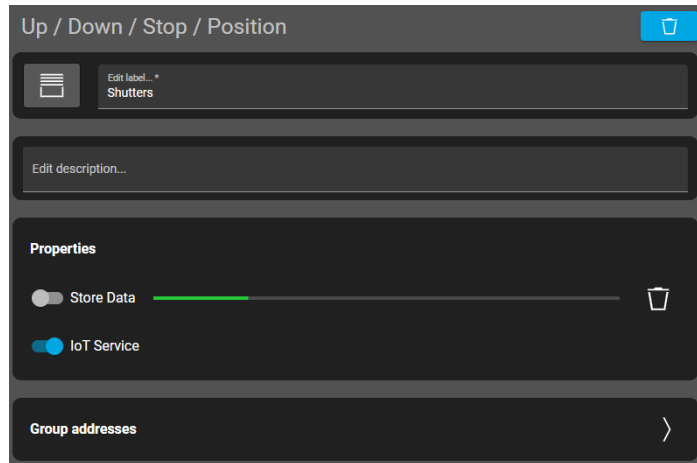 Up / Down / Stop / Position
Edit label... *
Shutters
Edit description...
Properties
Store Data
IoT Service
Group addresses